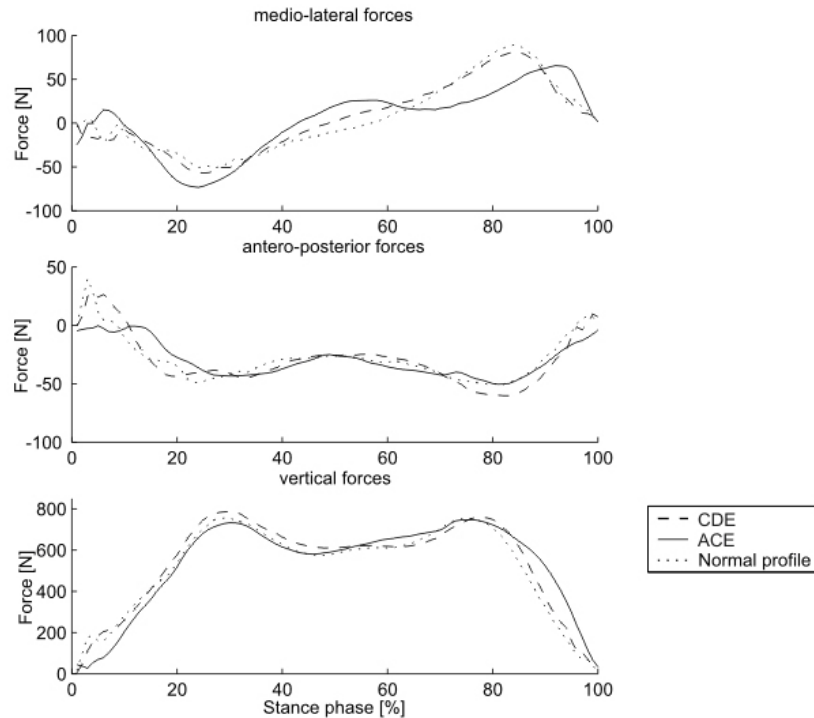 medio-lateral forces
100
50
0
-50
-100
Force [N]
0 20 40 60 80 100
antero-posterior forces
50
0
-50
-100
Force [N]
0 20 40 60 80 100
vertical forces
800
600
400
200
0
Force [N]
0 20 40 60 80 100
Stance phase [%]
CDE
ACE
Normal profile